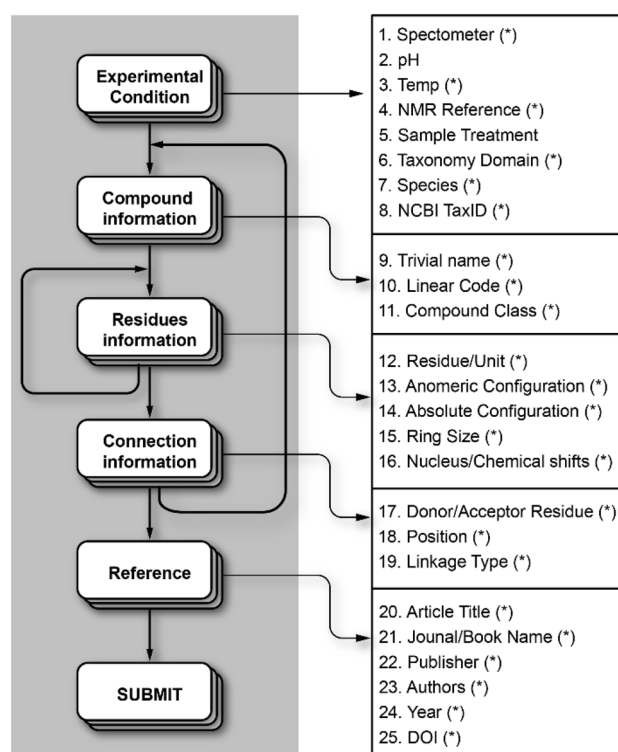 Experimental
Condition
Compound
information
Residues
information
Connection
information
Reference
SUBMIT
1. Spectometer (*)
2. pH
3. Temp (*)
4. NMR Reference (*)
5. Sample Treatment
6. Taxonomy Domain (*)
7. Species (*)
8. NCBI TaxID (*)
9. Trivial name (*)
10. Linear Code (*)
11. Compound Class (*)
12. Residue/Unit (*)
13. Anomeric Configuration (*)
14. Absolute Configuration (*)
15. Ring Size (*)
16. Nucleus/Chemical shifts (*)
17. Donor/Acceptor Residue (*)
18. Position (*)
19. Linkage Type (*)
20. Article Title (*)
21. Jounal/Book Name (*)
22. Publisher (*)
23. Authors (*)
24. Year (*)
25. DOI (*)